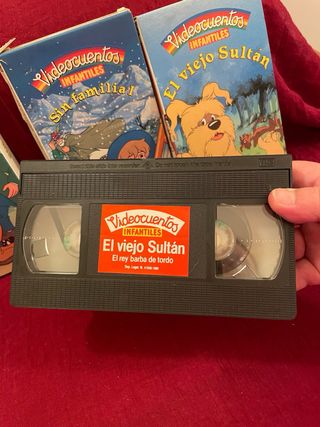 Videocuentos
INFANTILES
Sin familia I
Videocuentos
INFANTILES
El viejo Sultán
VHS
Videocuentos
INFANTILES
El viejo Sultán
El rey barba de tordo